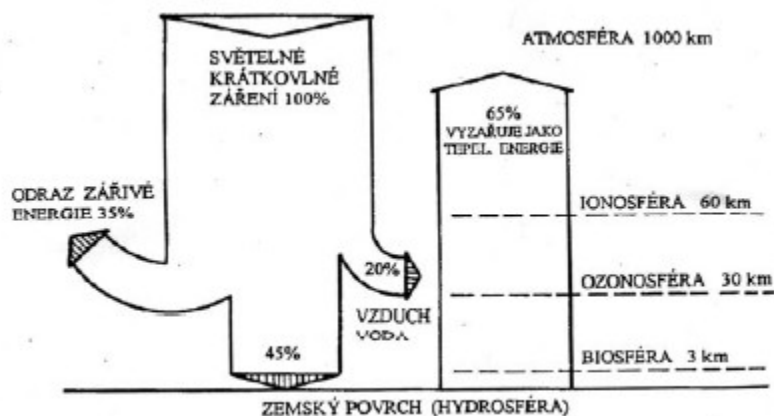 SVĚTELNÉ
KRÁTKOVLNÉ
ZÁŘENÍ 100%
ATMOSFÉRA 1000 km
65%
VYZAŘUJE JAKO
TEPEL. ENERGIE
ODRAZ ZÁŘIVÉ
ENERGIE 35%
IONOSFÉRA 60 km
20%
OZONOSFÉRA 30 km
VZDUCH
VODA
45%
BIOSFÉRA 3 km
ZEMSKÝ POVRCH (HYDROSFÉRA)